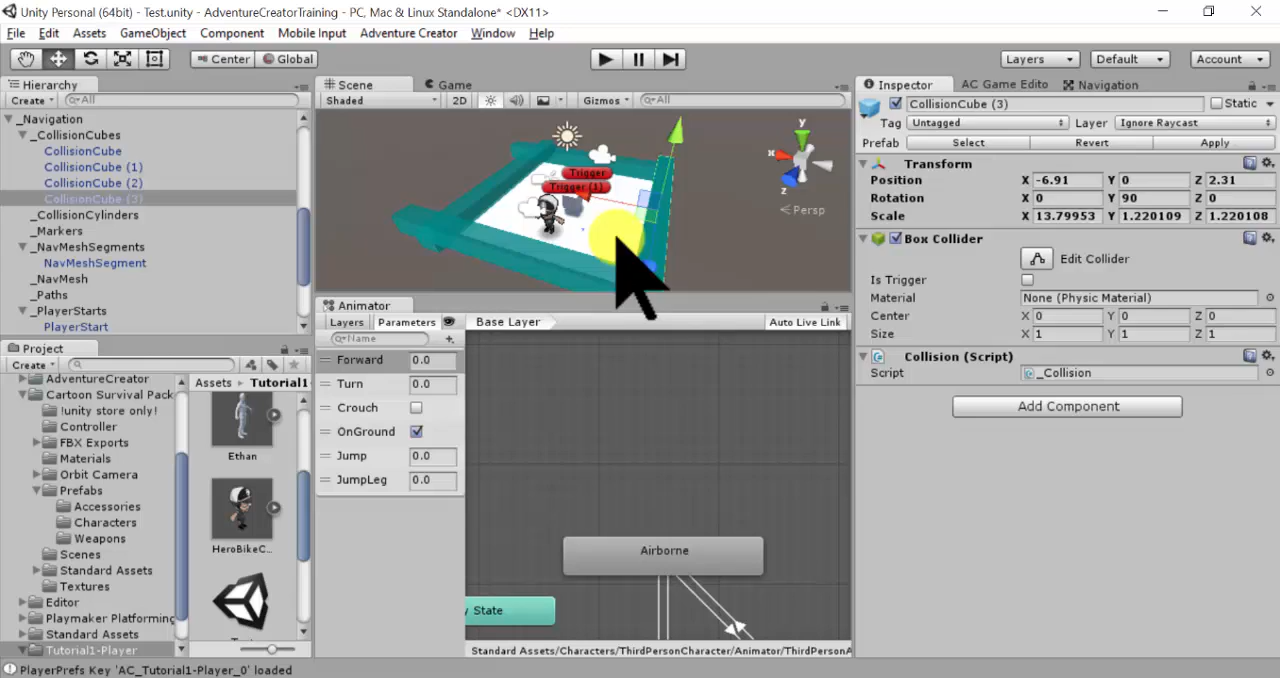 Unity Personal (64bit) - Test.unity - AdventureCreatorTraining - PC, Mac & Linux Standalone* <DX11>
File Edit Assets GameObject Component Mobile Input Adventure Creator Window Help
Center Global Layers Default Account
Hierarchy
Create All
_Navigation
_CollisionCubes
CollisionCube
CollisionCube (1)
CollisionCube (2)
CollisionCube (3)
_CollisionCylinders
_Markers
_NavMeshSegments
NavMeshSegment
_NavMesh
_Paths
_PlayerStarts
PlayerStart
Scene Game
Shaded 2D Gizmos All
Trigger
Trigger (1)
y
x
z
Persp
Inspector AC Game Edito Navigation
CollisionCube (3) Static
Tag Untagged Layer Ignore Raycast
Prefab Select Revert Apply
Transform
Position X -6.91 Y 0 Z 2.31
Rotation X 0 Y 90 Z 0
Scale X 13.79953 Y 1.220109 Z 1.220108
Box Collider
Edit Collider
Is Trigger
Material None (Physic Material)
Center X 0 Y 0 Z 0
Size X 1 Y 1 Z 1
Collision (Script)
Script _Collision
Add Component
Project
Create
AdventureCreator
Cartoon Survival Pack
!unity store only!
Controller
FBX Exports
Materials
Orbit Camera
Prefabs
Accessories
Characters
Weapons
Scenes
Standard Assets
Textures
Editor
Playmaker Platforming
Standard Assets
Tutorial1-Player
Assets Tutorial1
Ethan
HeroBikeC...
Animator
Layers Parameters Base Layer Auto Live Link
Name
Forward 0.0
Turn 0.0
Crouch
OnGround
Jump 0.0
JumpLeg 0.0
Airborne
y State
Standard Assets/Characters/ThirdPersonCharacter/Animator/ThirdPersonA
PlayerPrefs Key 'AC_Tutorial1-Player_0' loaded